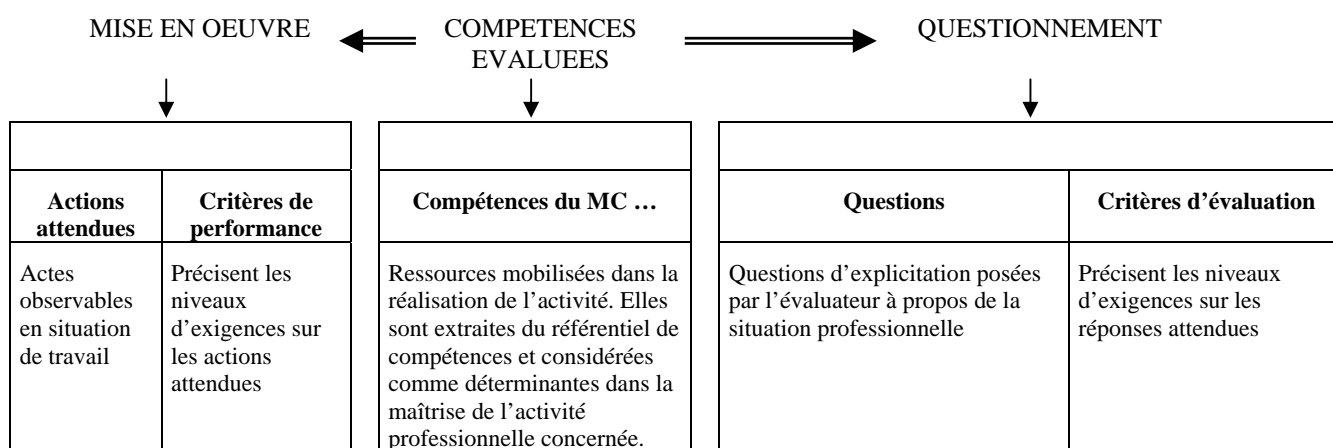 MISE EN OEUVRE
COMPETENCES
EVALUEES
QUESTIONNEMENT
Actions
attendues
Critères de
performance
Compétences du MC …
Questions
Critères d’évaluation
Actes
observables
en situation
de travail
Précisent les
niveaux
d’exigences sur
les actions
attendues
Ressources mobilisées dans la
réalisation de l’activité. Elles
sont extraites du référentiel de
compétences et considérées
comme déterminantes dans la
maîtrise de l’activité
professionnelle concernée.
Questions d’explicitation posées
par l’évaluateur à propos de la
situation professionnelle
Précisent les niveaux
d’exigences sur les
réponses attendues